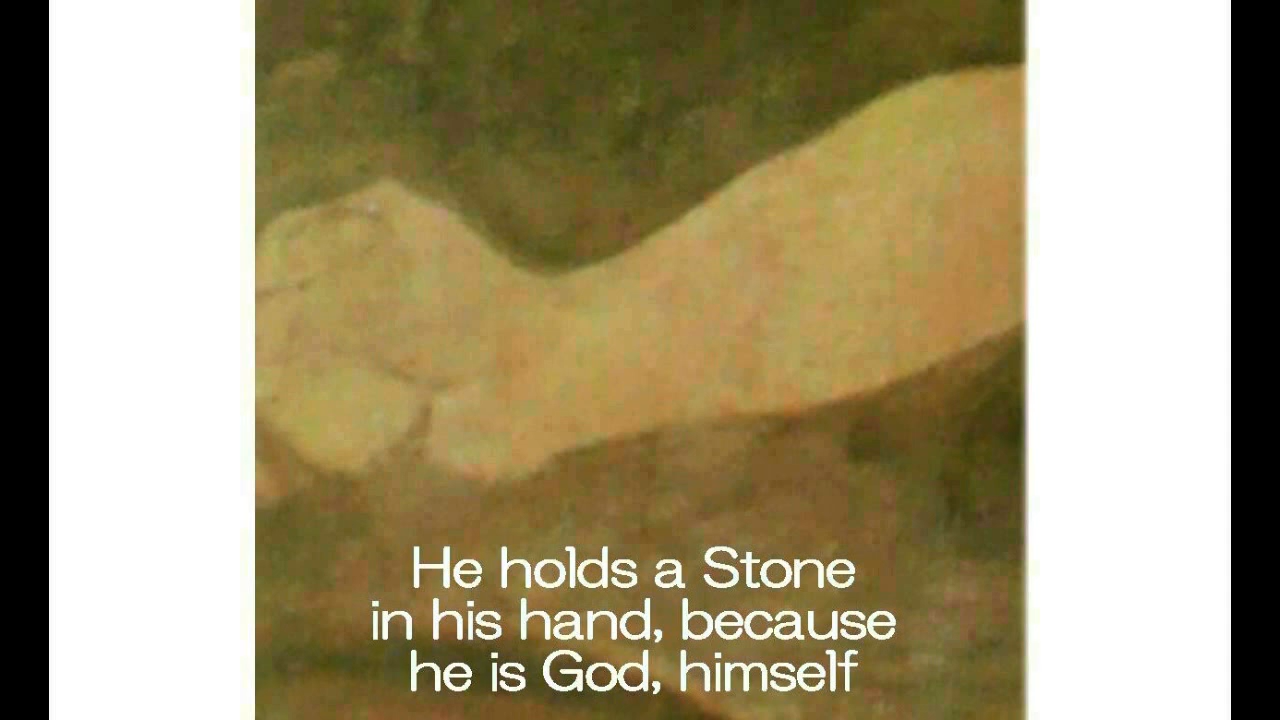 He holds a Stone
in his hand, because
he is God, himself